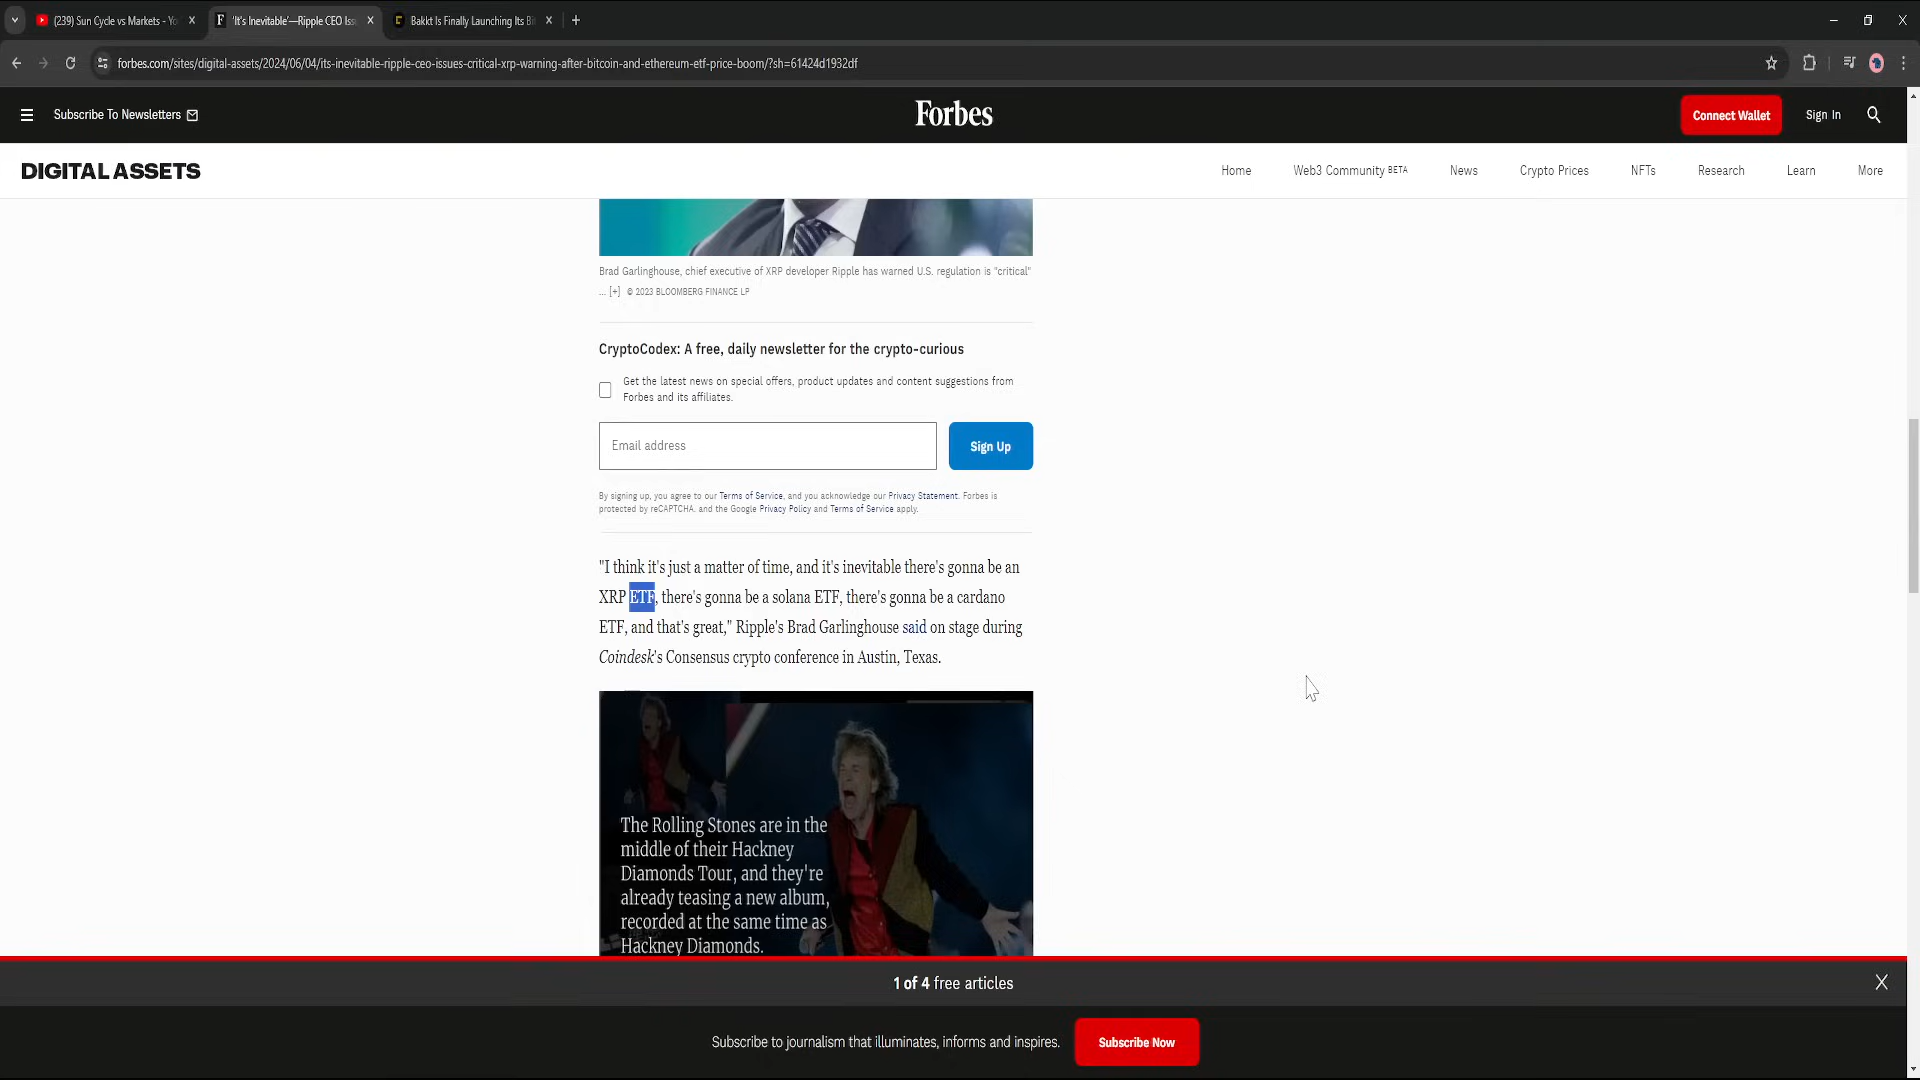 (239) Sun Cycle vs Markets - Yo
'It's Inevitable'—Ripple CEO Iss
Bakkt Is Finally Launching Its Bi
forbes.com/sites/digital-assets/2024/06/04/its-inevitable-ripple-ceo-issues-critical-xrp-warning-after-bitcoin-and-ethereum-etf-price-boom/?sh=61424d1932df
Subscribe To Newsletters
Forbes
Connect Wallet
Sign In
DIGITAL ASSETS
Home
Web3 Community BETA
News
Crypto Prices
NFTs
Research
Learn
More
Brad Garlinghouse, chief executive of XRP developer Ripple has warned U.S. regulation is "critical"
... [+] © 2023 BLOOMBERG FINANCE LP
CryptoCodex: A free, daily newsletter for the crypto-curious
Get the latest news on special offers, product updates and content suggestions from
Forbes and its affiliates.
Email address
Sign Up
By signing up, you agree to our Terms of Service, and you acknowledge our Privacy Statement. Forbes is
protected by reCAPTCHA. and the Google Privacy Policy and Terms of Service apply.
"I think it's just a matter of time, and it's inevitable there's gonna be an
XRP ETF, there's gonna be a solana ETF, there's gonna be a cardano
ETF, and that's great," Ripple's Brad Garlinghouse said on stage during
Coindesk's Consensus crypto conference in Austin, Texas.
The Rolling Stones are in the
middle of their Hackney
Diamonds Tour, and they're
already teasing a new album,
recorded at the same time as
Hackney Diamonds.
1 of 4 free articles
Subscribe to journalism that illuminates, informs and inspires.
Subscribe Now